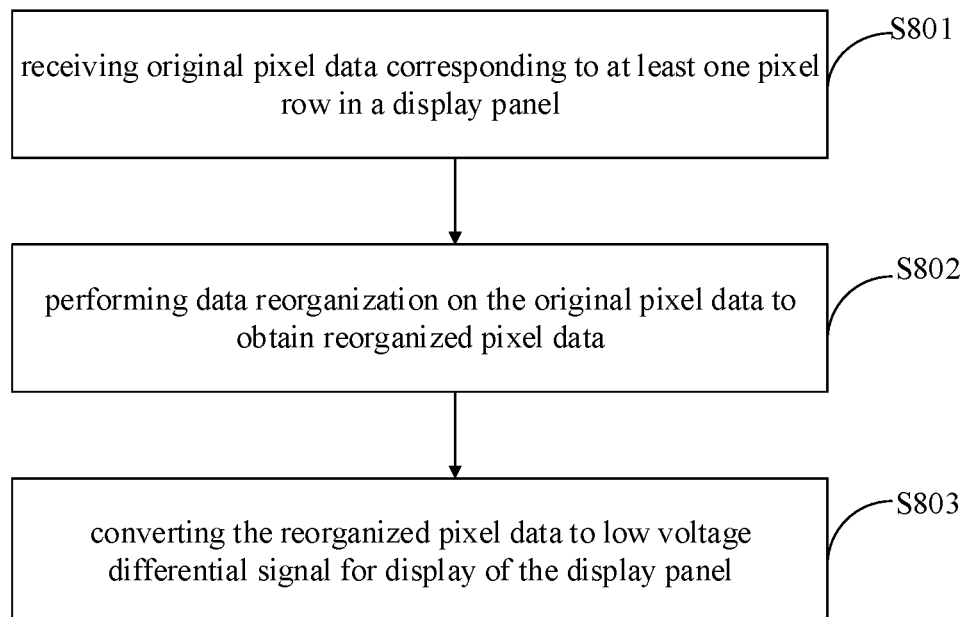 S801
receiving original pixel data corresponding to at least one pixel
row in a display panel
S802
performing data reorganization on the original pixel data to
obtain reorganized pixel data
S803
converting the reorganized pixel data to low voltage
differential signal for display of the display panel